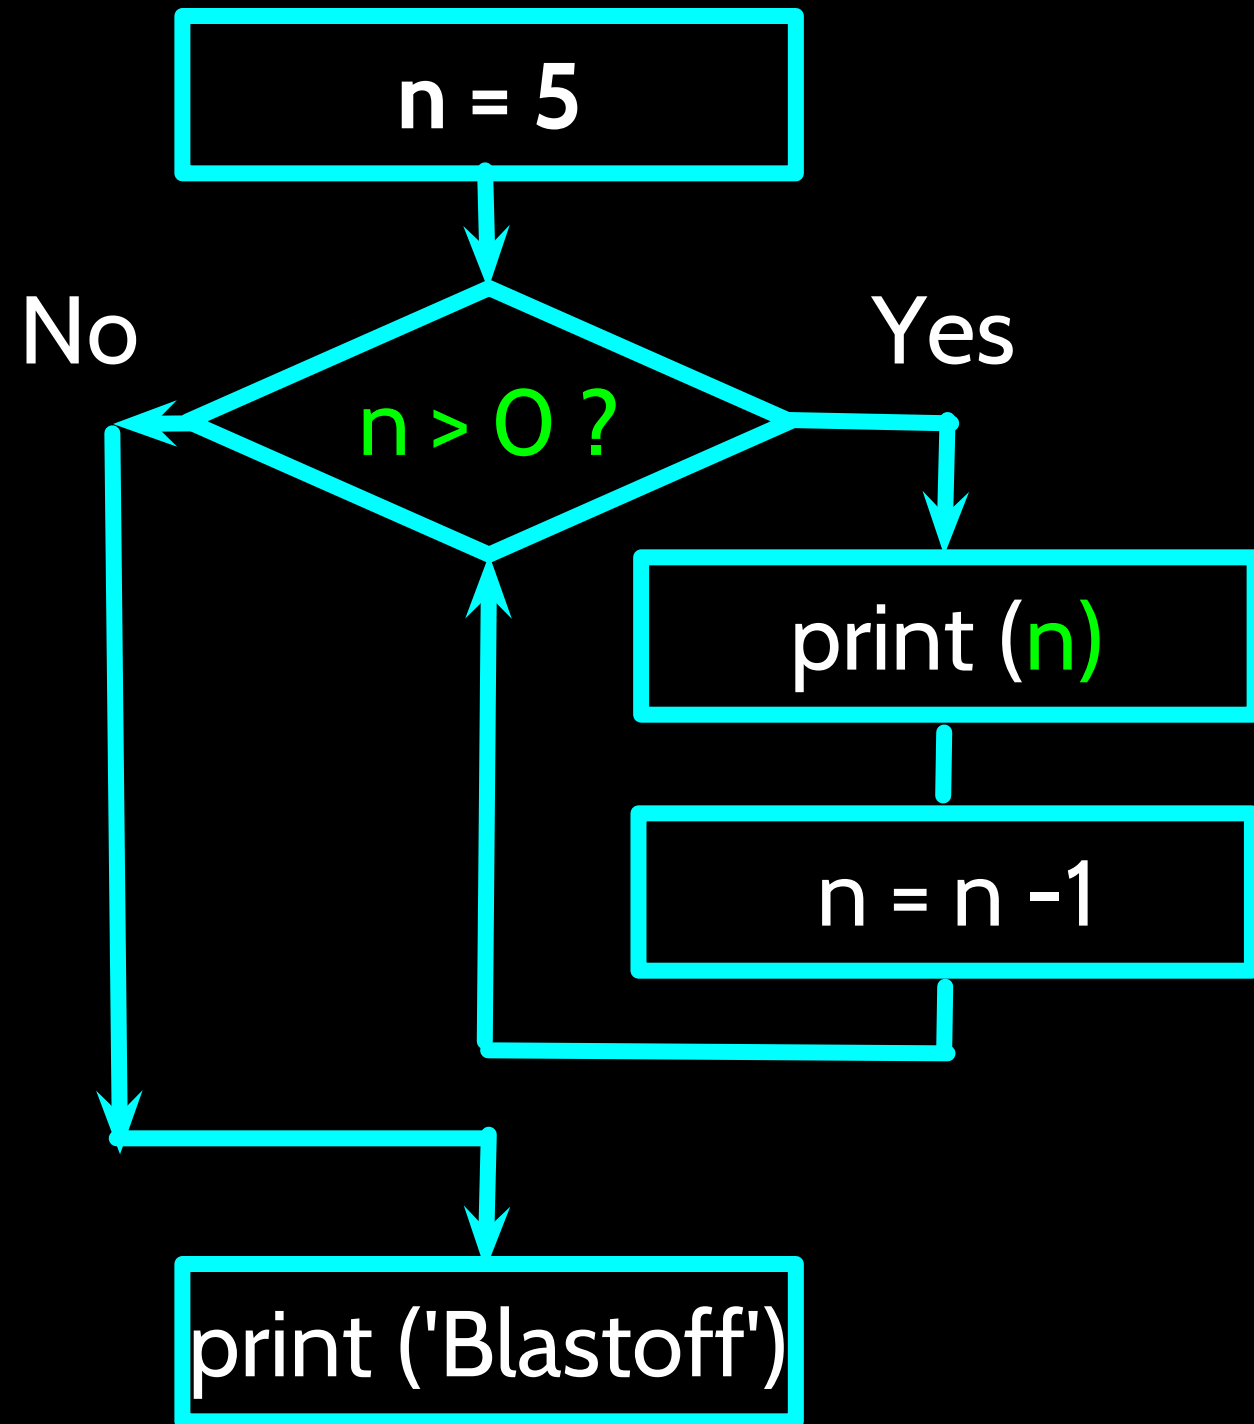 n = 5
No
Yes
n > 0 ?
print (n)
n = n -1
print ('Blastoff')